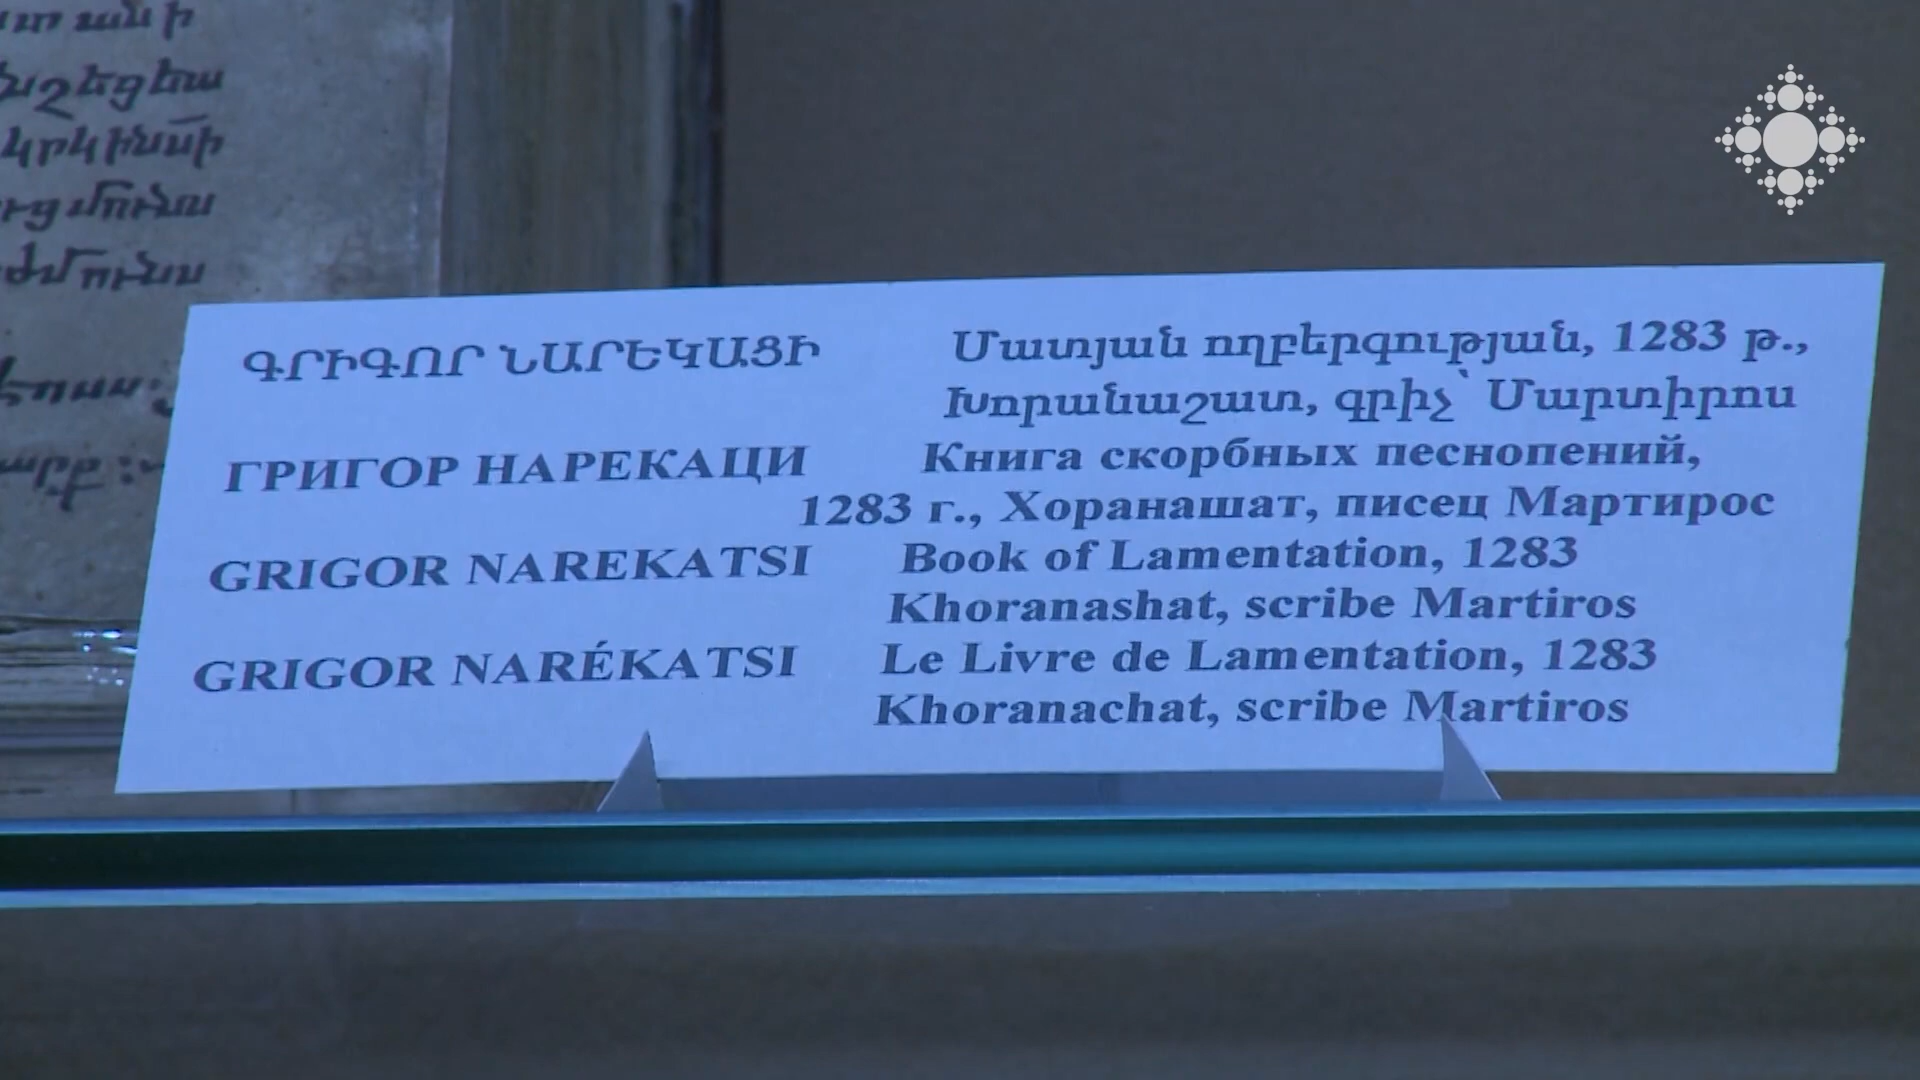 ԳՐԻԳՈՐ ՆԱՐԵԿԱՑԻ Մատյան ողբերգության, 1283 թ.,
Խորանաշատ, գրիչ՝ Մարտիրոս
ГРИГОР НАРЕКАЦИ Книга скорбных песнопений,
1283 г., Хоранашат, писец Мартирос
GRIGOR NAREKATSI Book of Lamentation, 1283
Khoranashat, scribe Martiros
GRIGOR NARÉKATSI Le Livre de Lamentation, 1283
Khoranachat, scribe Martiros